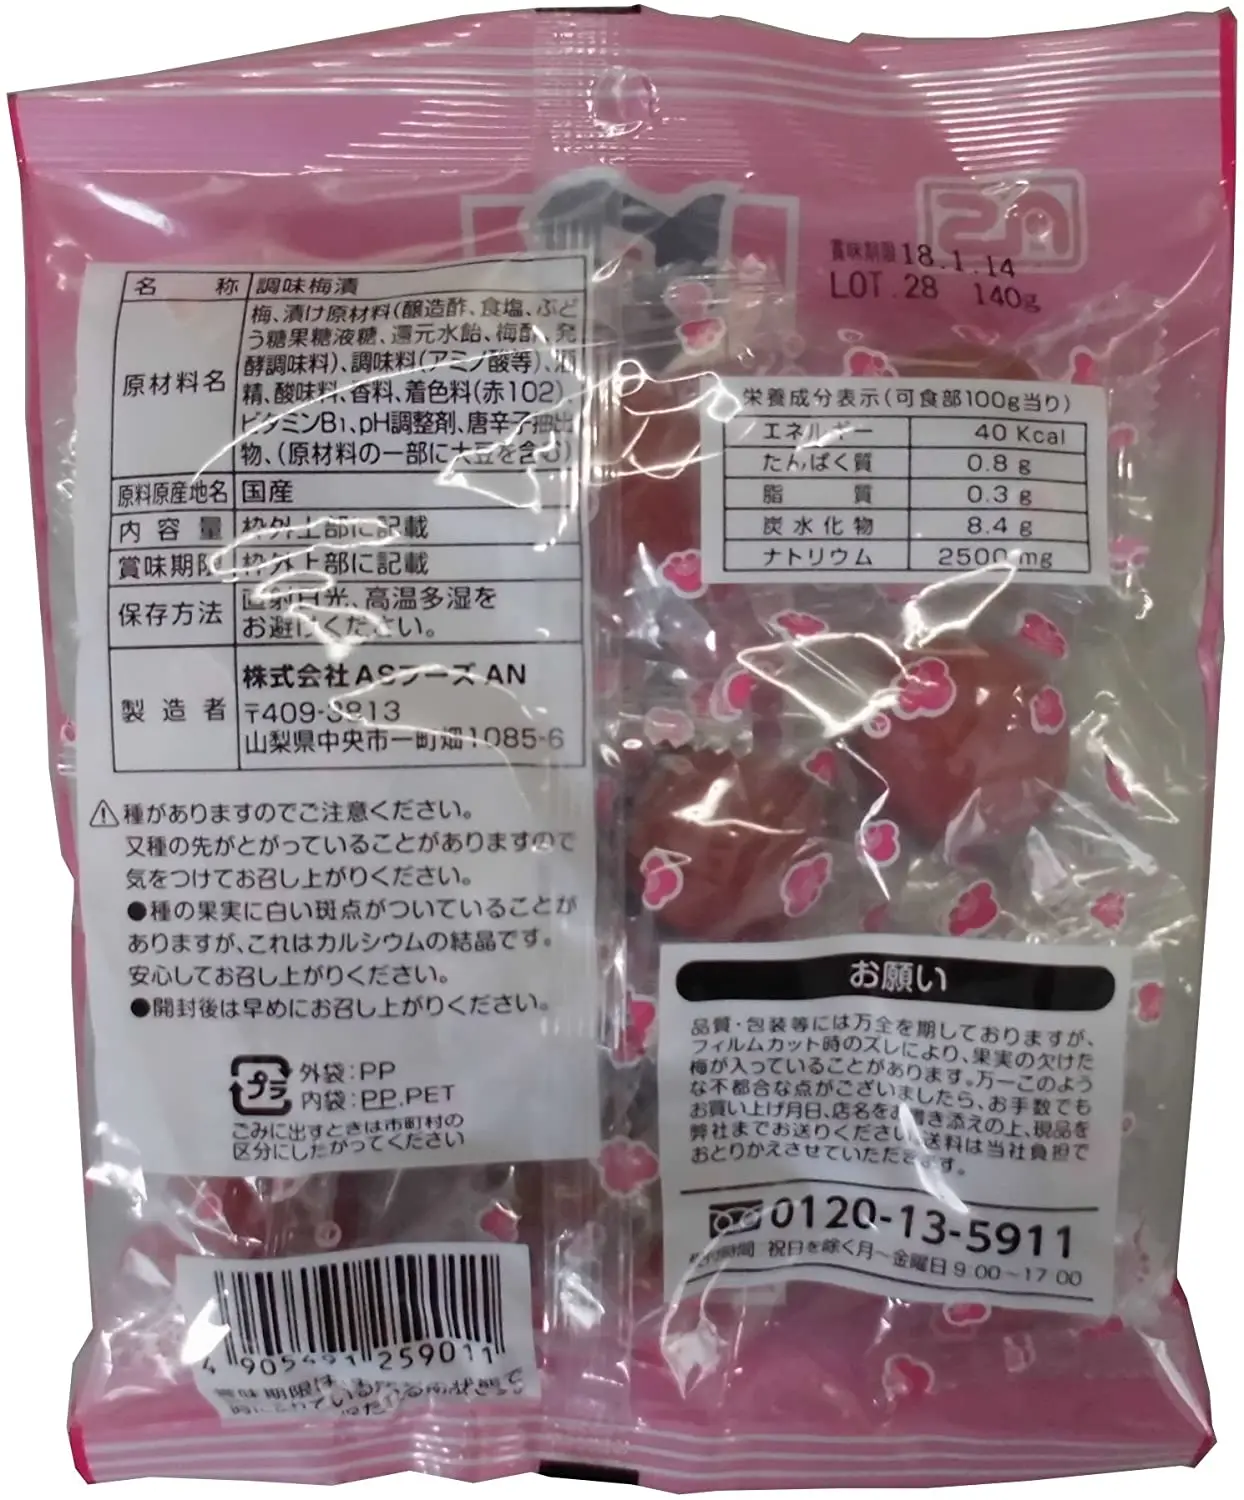 賞味期限 18.1.14
LOT.28 140g
名称 調味梅漬
原材料名 梅、漬け原材料(醸造酢、食塩、ぶど
う糖果糖液糖、還元水飴、梅酢、発
酵調味料)、調味料(アミノ酸等)、酒
精、酸味料、香料、着色料(赤102)、
ビタミンB₁、pH調整剤、唐辛子抽出
物、(原材料の一部に大豆を含む)
原料原産地名 国産
内容量 枠外上部に記載
賞味期限 枠外上部に記載
保存方法 直射日光、高温多湿を
お避けください。
製造者 株式会社ASフーズ AN
〒409-3813
山梨県中央市一町畑1085-6
⚠種がありますのでご注意ください。
又種の先がとがっていることがありますので
気をつけてお召し上がりください。
●種の果実に白い斑点がついていることが
ありますが、これはカルシウムの結晶です。
安心してお召し上がりください。
●開封後は早めにお召し上がりください。
プラ
外袋:PP
内袋:PP,PET
ごみに出すときは市町村の
区分にしたがってください
栄養成分表示(可食部100g当り)
エネルギー 40 Kcal
たんぱく質 0.8 g
脂質 0.3 g
炭水化物 8.4 g
ナトリウム 2500 mg
お願い
品質・包装等には万全を期しておりますが、
フィルムカット時のズレにより、果実の欠けた
梅が入っていることがあります。万一このよう
な不都合な点がございましたら、お手数でも
お買い上げ月日、店名をお書き添えの上、現品を
弊社までお送りください。送料は当社負担で
おとりかえさせていただきます。
0120-13-5911
受付時間 祝日を除く月～金曜日 9:00～17:00
4 905491 259011
賞味期限は